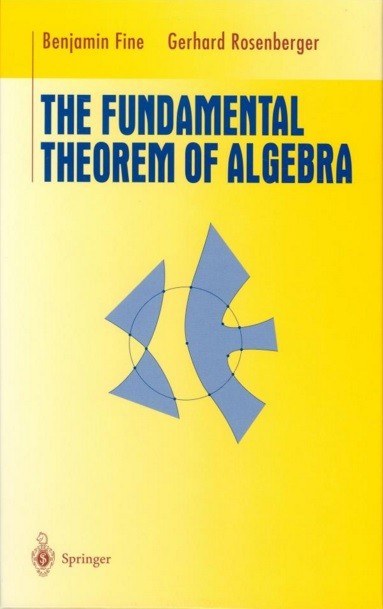 Benjamin Fine Gerhard Rosenberger
THE FUNDAMENTAL
THEOREM OF ALGEBRA
Springer